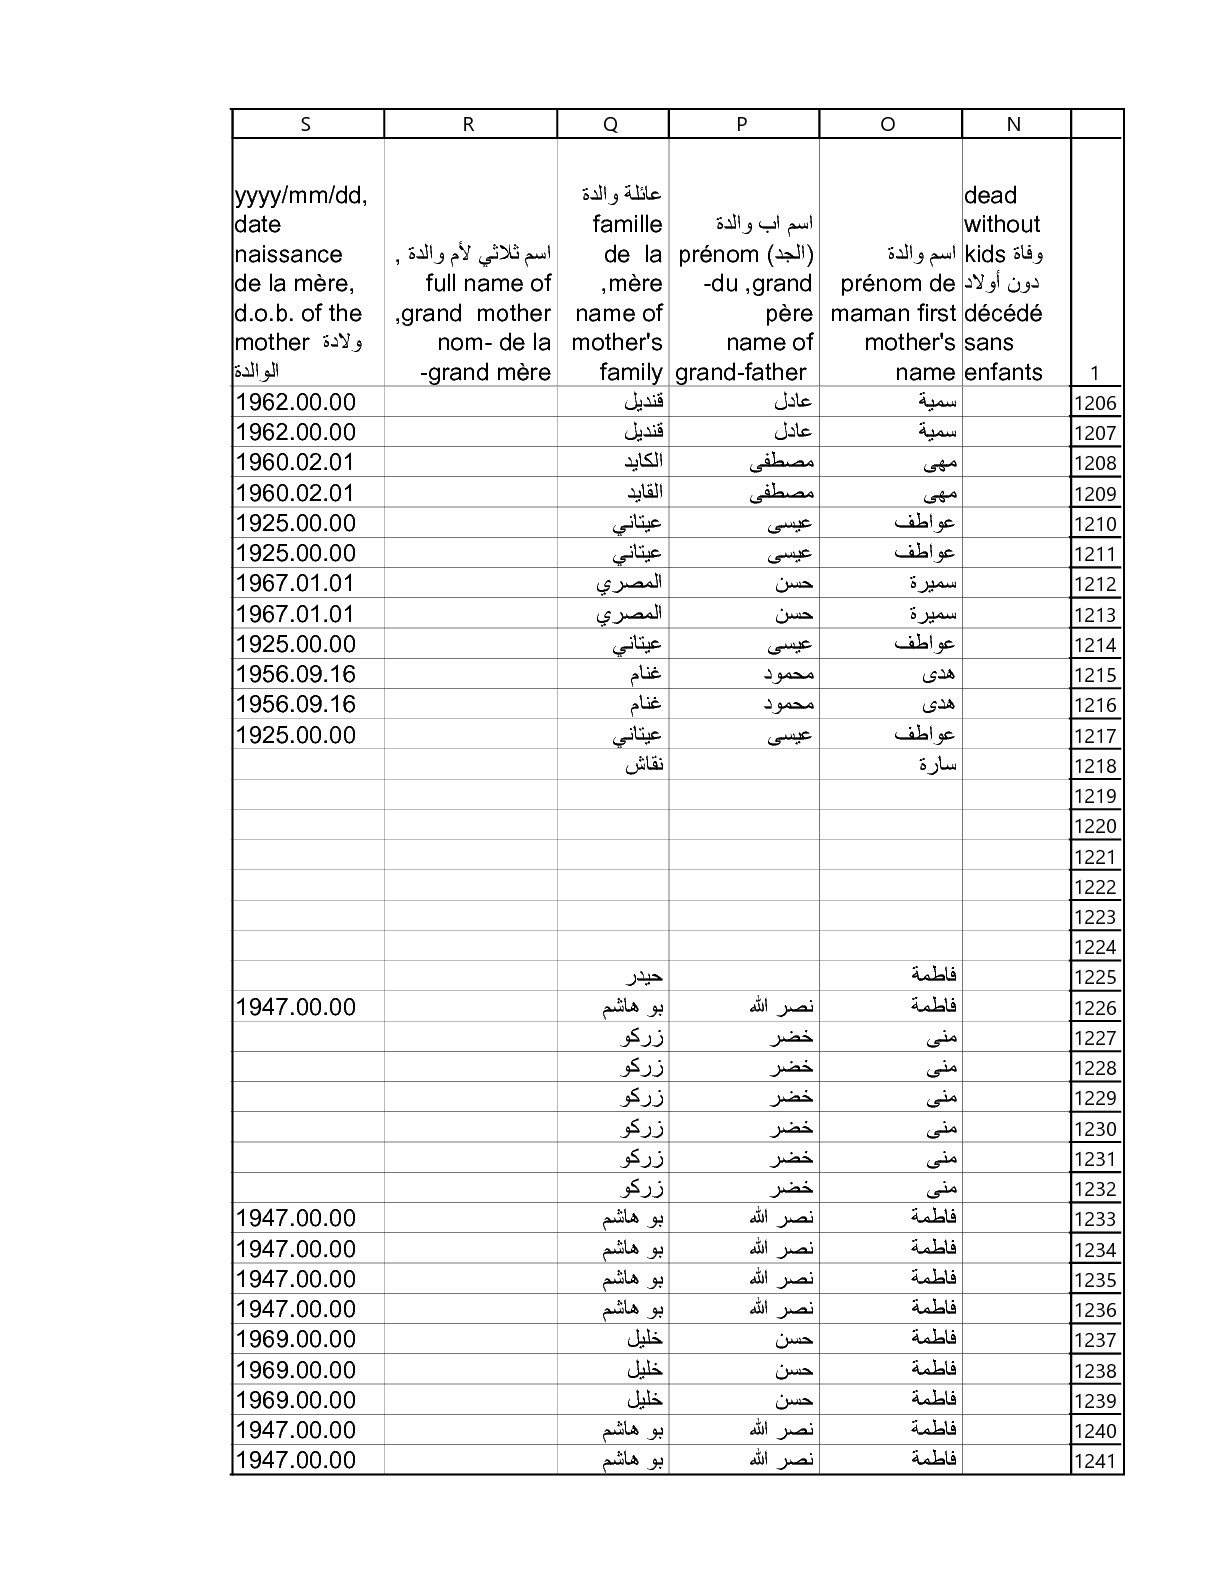 S R Q P O N
yyyy/mm/dd, date naissance de la mère, d.o.b. of the mother ولادة الوالدة
اسم ثلاثي لأم والدة , full name of grand mother, nom- de la grand mère-
عائلة والدة famille de la mère, name of mother's family
اسم اب والدة (الجد) prénom du ,grand- père name of grand-father
اسم والدة prénom de maman first mother's name
dead without kids وفاة دون أولاد décédé sans enfants
1
1962.00.00 قنديل عادل سمية 1206
1962.00.00 قنديل عادل سمية 1207
1960.02.01 الكايد مصطفى مهى 1208
1960.02.01 القايد مصطفى مهى 1209
1925.00.00 عيتاني عيسى عواطف 1210
1925.00.00 عيتاني عيسى عواطف 1211
1967.01.01 المصري حسن سميرة 1212
1967.01.01 المصري حسن سميرة 1213
1925.00.00 عيتاني عيسى عواطف 1214
1956.09.16 غنام محمود هدى 1215
1956.09.16 غنام محمود هدى 1216
1925.00.00 عيتاني عيسى عواطف 1217
نقاش سارة 1218
1219
1220
1221
1222
1223
1224
حيدر فاطمة 1225
1947.00.00 بو هاشم نصر الله فاطمة 1226
زركو خضر منى 1227
زركو خضر منى 1228
زركو خضر منى 1229
زركو خضر منى 1230
زركو خضر منى 1231
زركو خضر منى 1232
1947.00.00 بو هاشم نصر الله فاطمة 1233
1947.00.00 بو هاشم نصر الله فاطمة 1234
1947.00.00 بو هاشم نصر الله فاطمة 1235
1947.00.00 بو هاشم نصر الله فاطمة 1236
1969.00.00 خليل حسن فاطمة 1237
1969.00.00 خليل حسن فاطمة 1238
1969.00.00 خليل حسن فاطمة 1239
1947.00.00 بو هاشم نصر الله فاطمة 1240
1947.00.00 بو هاشم نصر الله فاطمة 1241